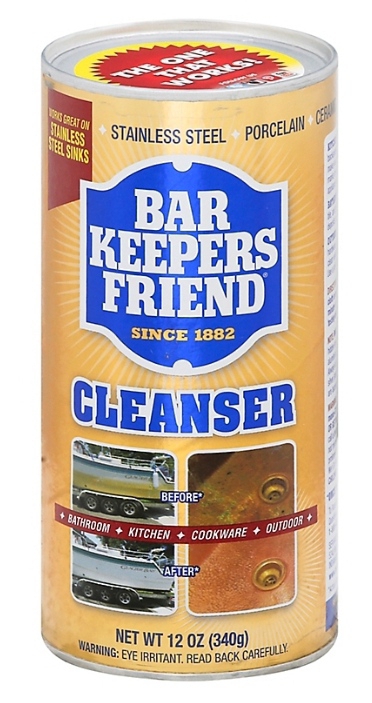 THE ONE
THAT
WORKS!
WORKS GREAT ON
STAINLESS
STEEL SINKS
STAINLESS STEEL + PORCELAIN +
BAR
KEEPERS
FRIEND®
SINCE 1882
CLEANSER
BEFORE*
+ BATHROOM + KITCHEN + COOKWARE + OUTDOOR +
AFTER*
NET WT 12 OZ (340g)
WARNING: EYE IRRITANT. READ BACK CAREFULLY.